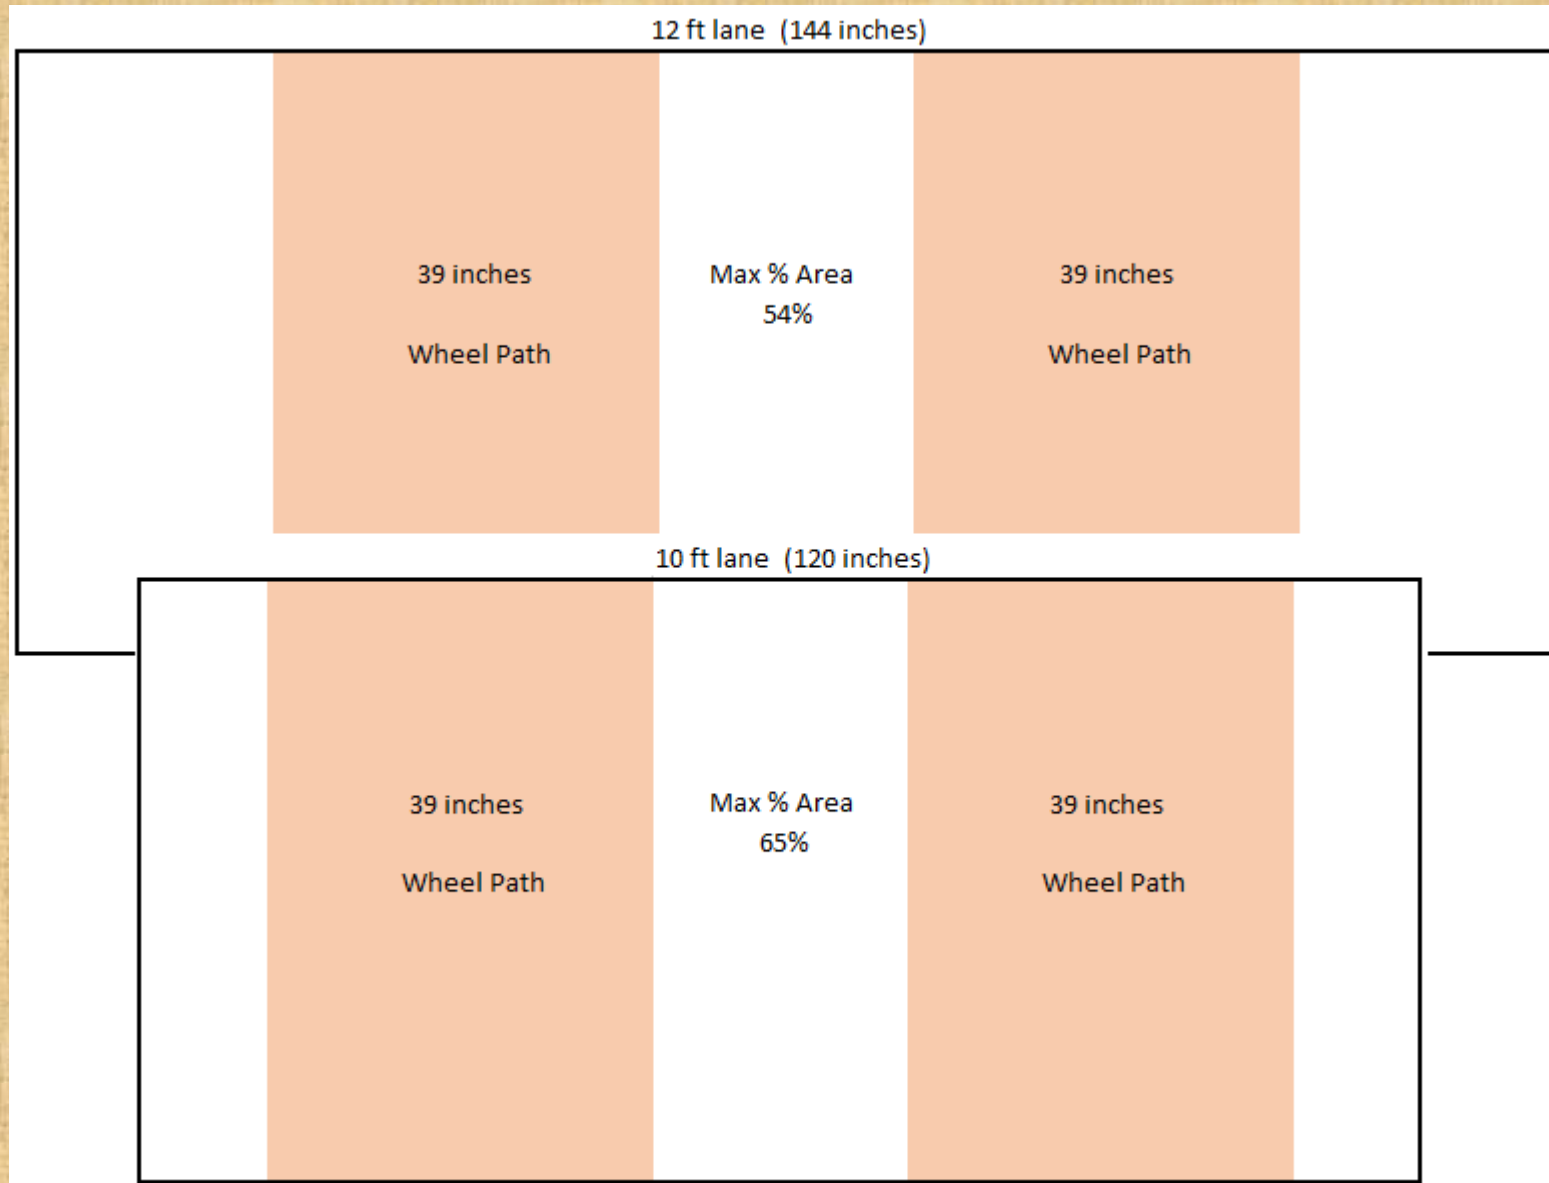 12 ft lane (144 inches)
39 inches
Max % Area
39 inches
54%
Wheel Path
Wheel Path
10 ft lane (120 inches)
39 inches
Max % Area
39 inches
65%
Wheel Path
Wheel Path